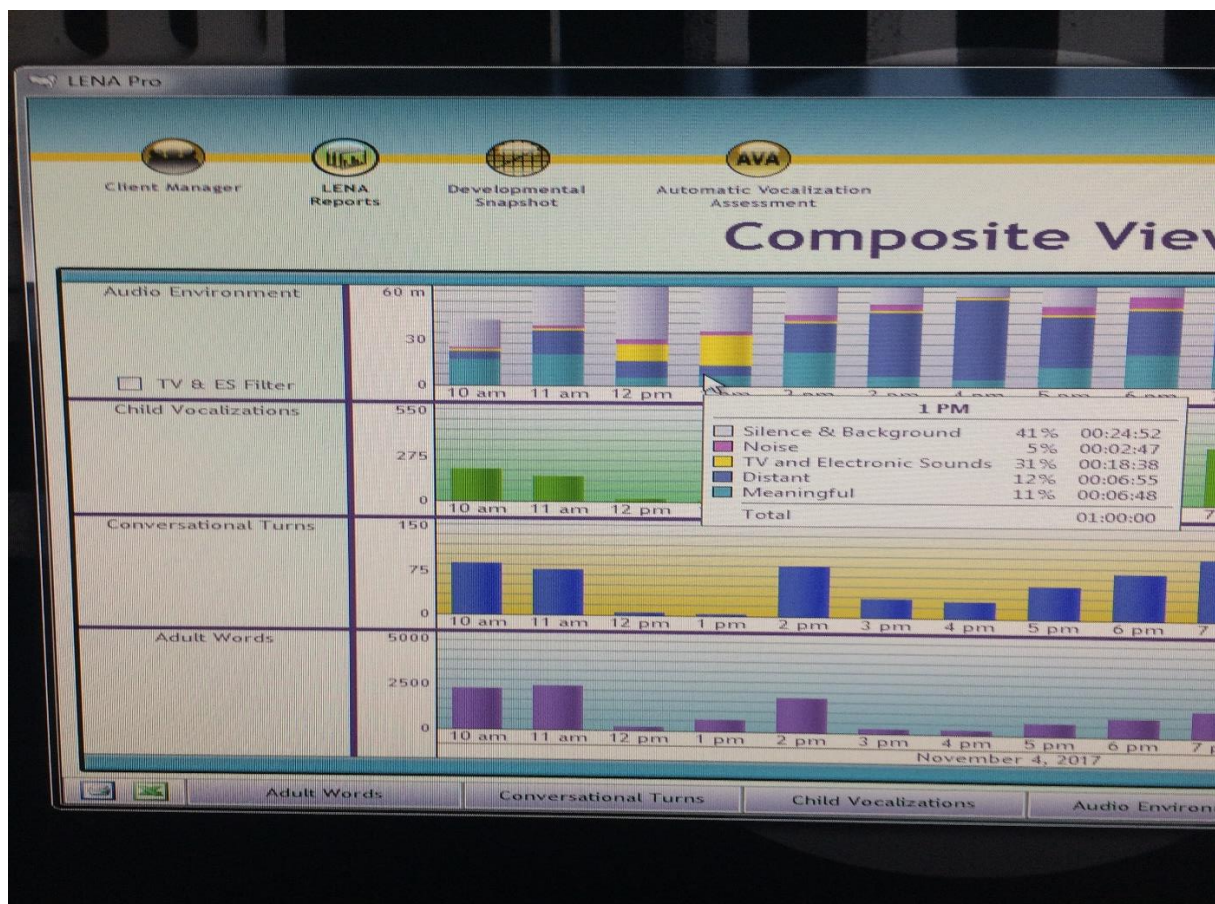 LENA Pro
Client Manager
LENA
Reports
Developmental
Snapshot
AVA
Automatic Vocalization
Assessment
Composite View
Audio Environment
60 m
30
0
TV & ES Filter
10 am 11 am 12 pm
Child Vocalizations
550
275
0
10 am 11 am 12 pm
1 PM
Silence & Background 41% 00:24:52
Noise 5% 00:02:47
TV and Electronic Sounds 31% 00:18:38
Distant 12% 00:06:55
Meaningful 11% 00:06:48
Total 01:00:00
7
Conversational Turns
150
75
0
10 am 11 am 12 pm 1 pm 2 pm 3 pm 4 pm 5 pm 6 pm 7
Adult Words
5000
2500
0
10 am 11 am 12 pm 1 pm 2 pm 3 pm 4 pm 5 pm 6 pm 7 p
November 4, 2017
Adult Words
Conversational Turns
Child Vocalizations
Audio Environ